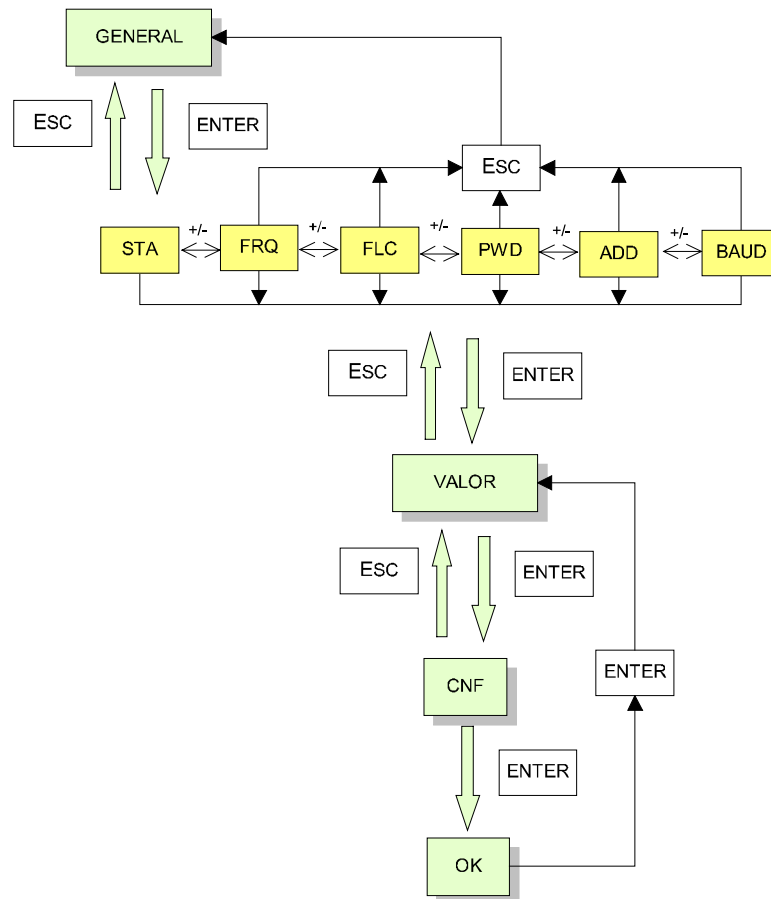 GENERAL
ESC
ENTER
ESC
+/-
+/-
+/-
+/-
+/-
STA
FRQ
FLC
PWD
ADD
BAUD
ESC
ENTER
VALOR
ESC
ENTER
CNF
ENTER
ENTER
OK